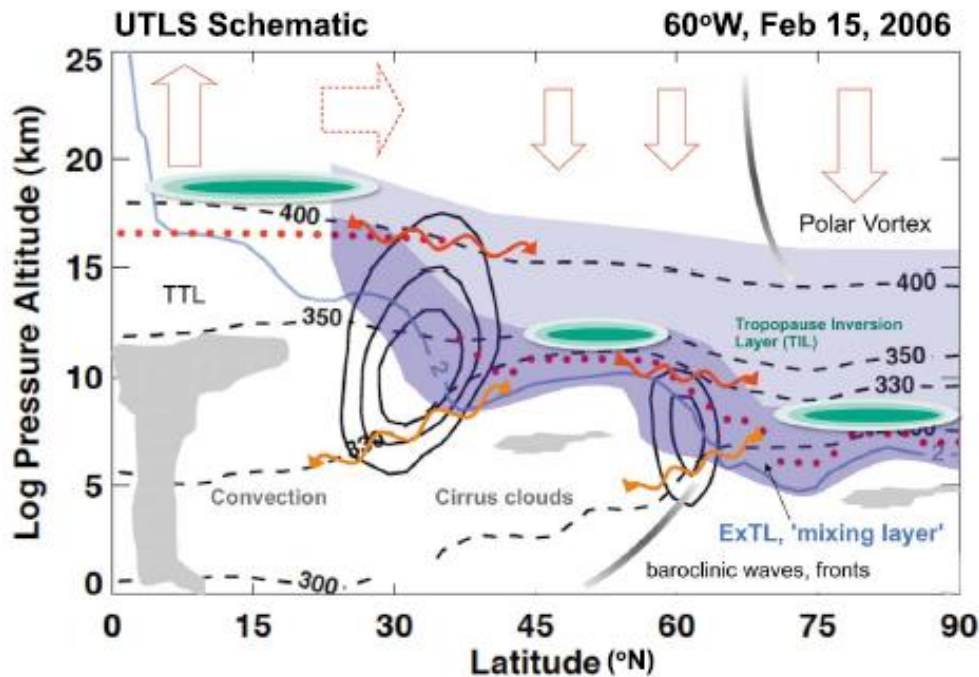 UTLS Schematic
60°W, Feb 15, 2006
Log Pressure Altitude (km)
25
20
15
10
5
0
400
Polar Vortex
TTL
350
400
Tropopause Inversion
Layer (TIL)
350
330
2
2
Convection
Cirrus clouds
ExTL, 'mixing layer'
baroclinic waves, fronts
300
0
15
30
45
60
75
90
Latitude (°N)